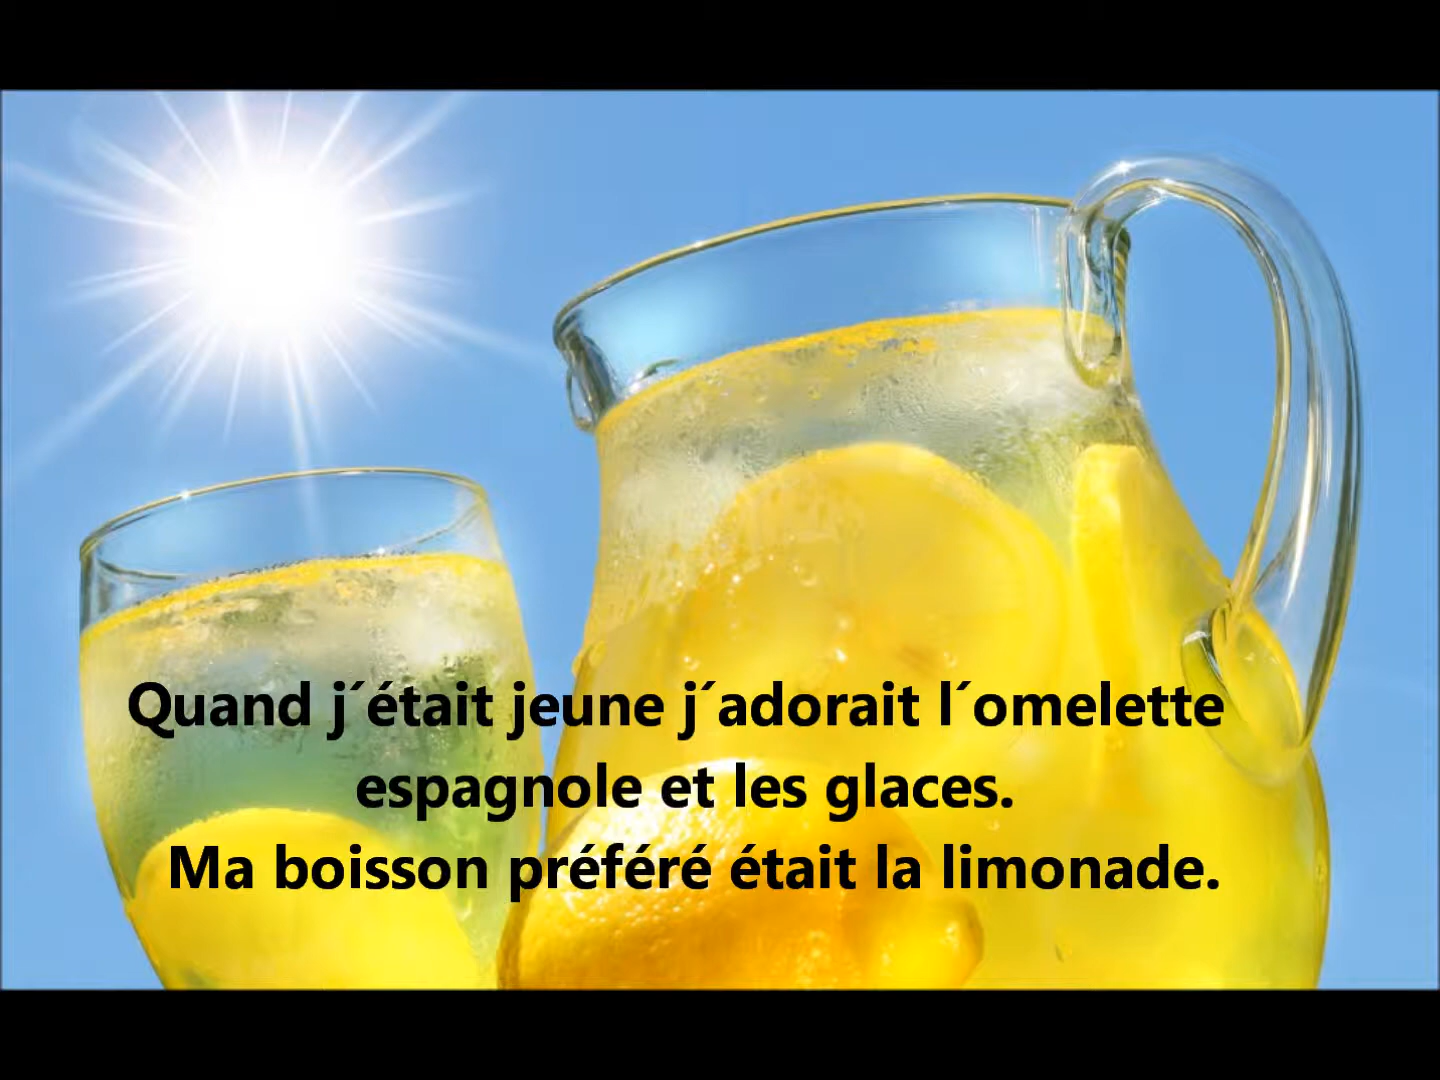 Quand j´était jeune j´adorait l´omelette
espagnole et les glaces.
Ma boisson préféré était la limonade.